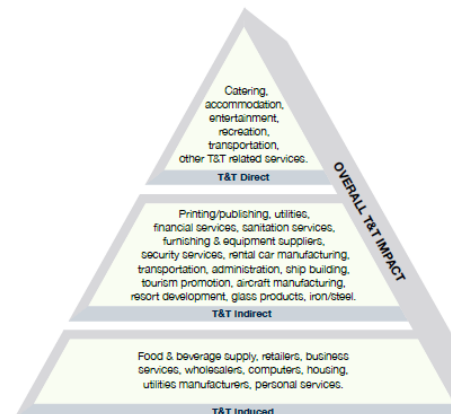 Catering,
accommodation,
entertainment,
recreation,
transportation,
other T&T related services.
T&T Direct
OVERALL T&T IMPACT
Printing/publishing, utilities,
financial services, sanitation services,
furnishing & equipment suppliers,
security services, rental car manufacturing,
transportation, administration, ship building,
tourism promotion, aircraft manufacturing,
resort development, glass products, iron/steel.
T&T Indirect
Food & beverage supply, retailers, business
services, wholesalers, computers, housing,
utilities manufacturers, personal services.
T&T Induced